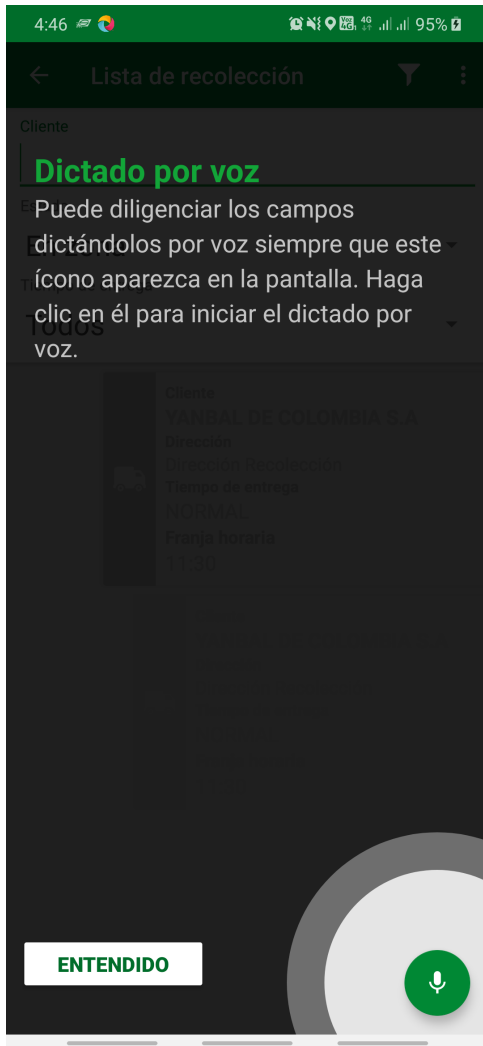 4:46
95%
Lista de recolección
Cliente
Dictado por voz
Puede diligenciar los campos
dictándolos por voz siempre que este
ícono aparezca en la pantalla. Haga
clic en él para iniciar el dictado por
voz.
En Zona
Todos
Cliente
YANBAL DE COLOMBIA S.A
Dirección
Dirección Recolección
Tiempo de entrega
NORMAL
Franja horaria
11:30
ENTENDIDO